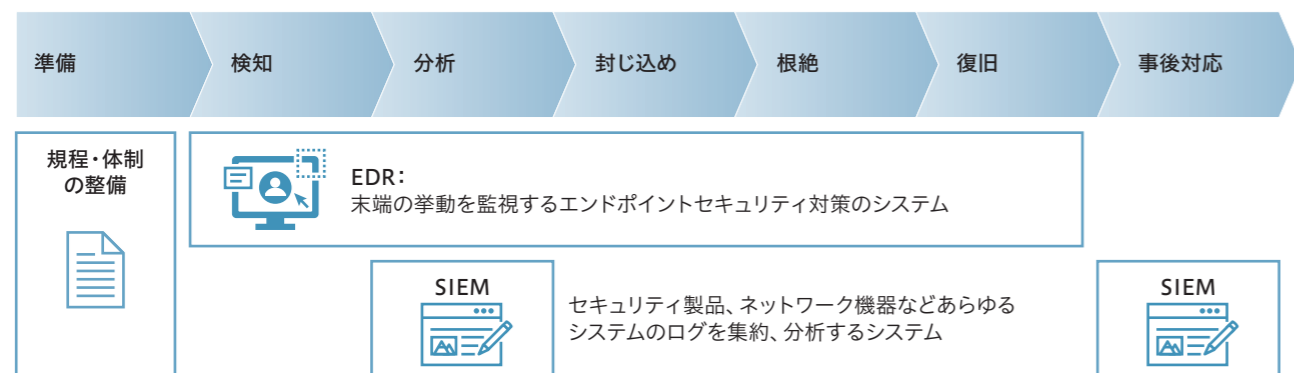 準備
検知
分析
封じ込め
根絶
復旧
事後対応
規程・体制
の整備
EDR：
末端の挙動を監視するエンドポイントセキュリティ対策のシステム
SIEM
セキュリティ製品、ネットワーク機器などあらゆる
システムのログを集約、分析するシステム
SIEM